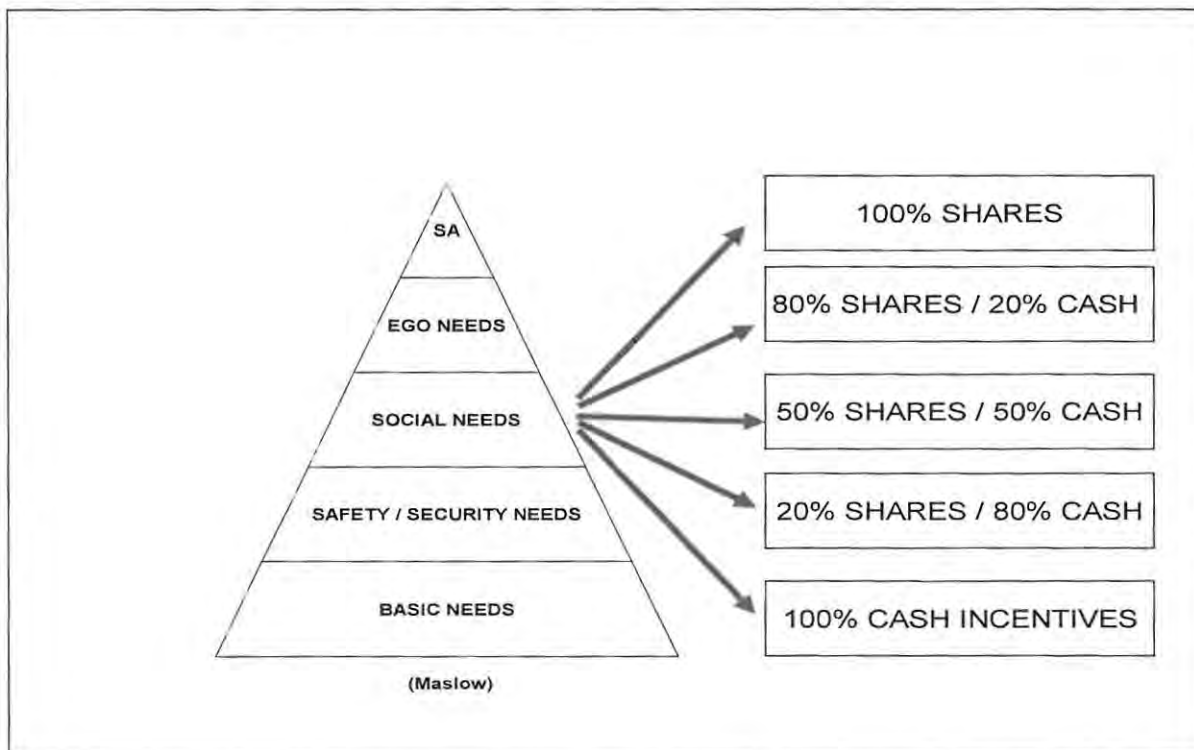 SA
EGO NEEDS
SOCIAL NEEDS
SAFETY / SECURITY NEEDS
BASIC NEEDS
(Maslow)
100% SHARES
80% SHARES / 20% CASH
50% SHARES / 50% CASH
20% SHARES / 80% CASH
100% CASH INCENTIVES